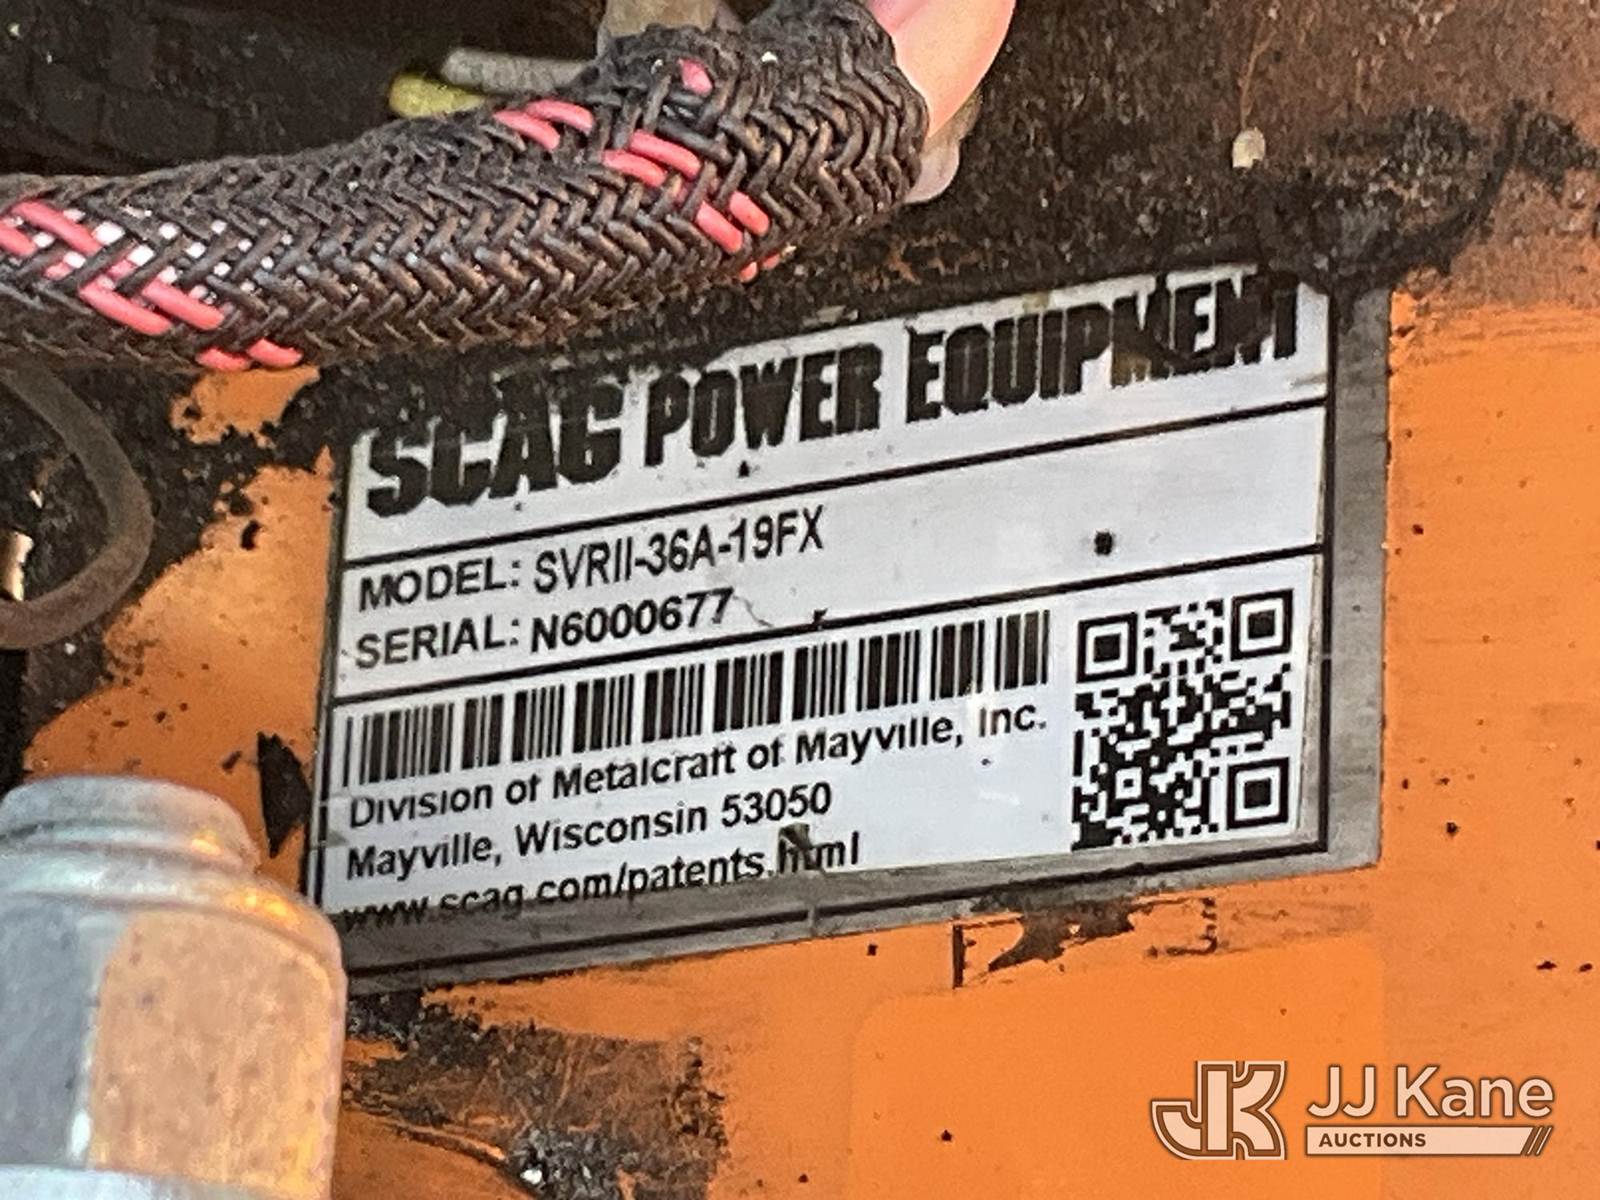 SCAG POWER EQUIPMENT
MODEL: SVRII-36A-19FX
SERIAL: N6000677
Division of Metalcraft of Mayville, Inc.
Mayville, Wisconsin 53050
www.scag.com/patents.html
JK JJ Kane
AUCTIONS